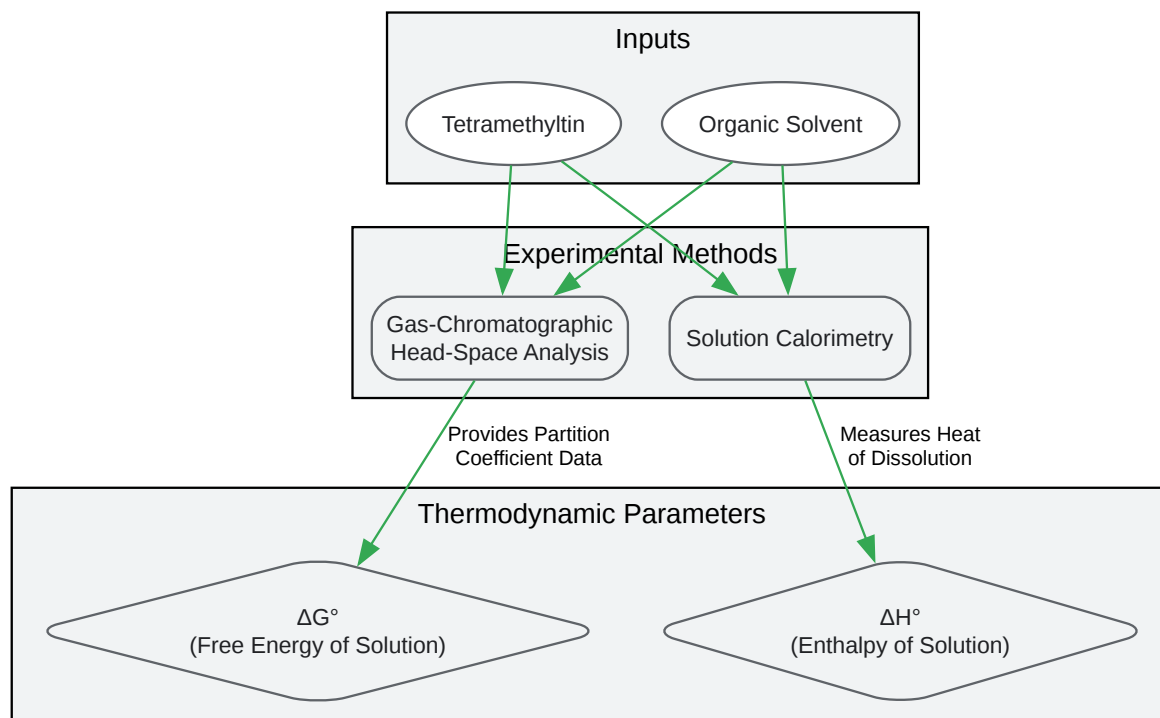 Inputs
Tetramethyltin
Organic Solvent
Experimental Methods
Gas-Chromatographic
Head-Space Analysis
Solution Calorimetry
Provides Partition
Coefficient Data
Measures Heat
of Dissolution
Thermodynamic Parameters
ΔG°
(Free Energy of Solution)
ΔH°
(Enthalpy of Solution)